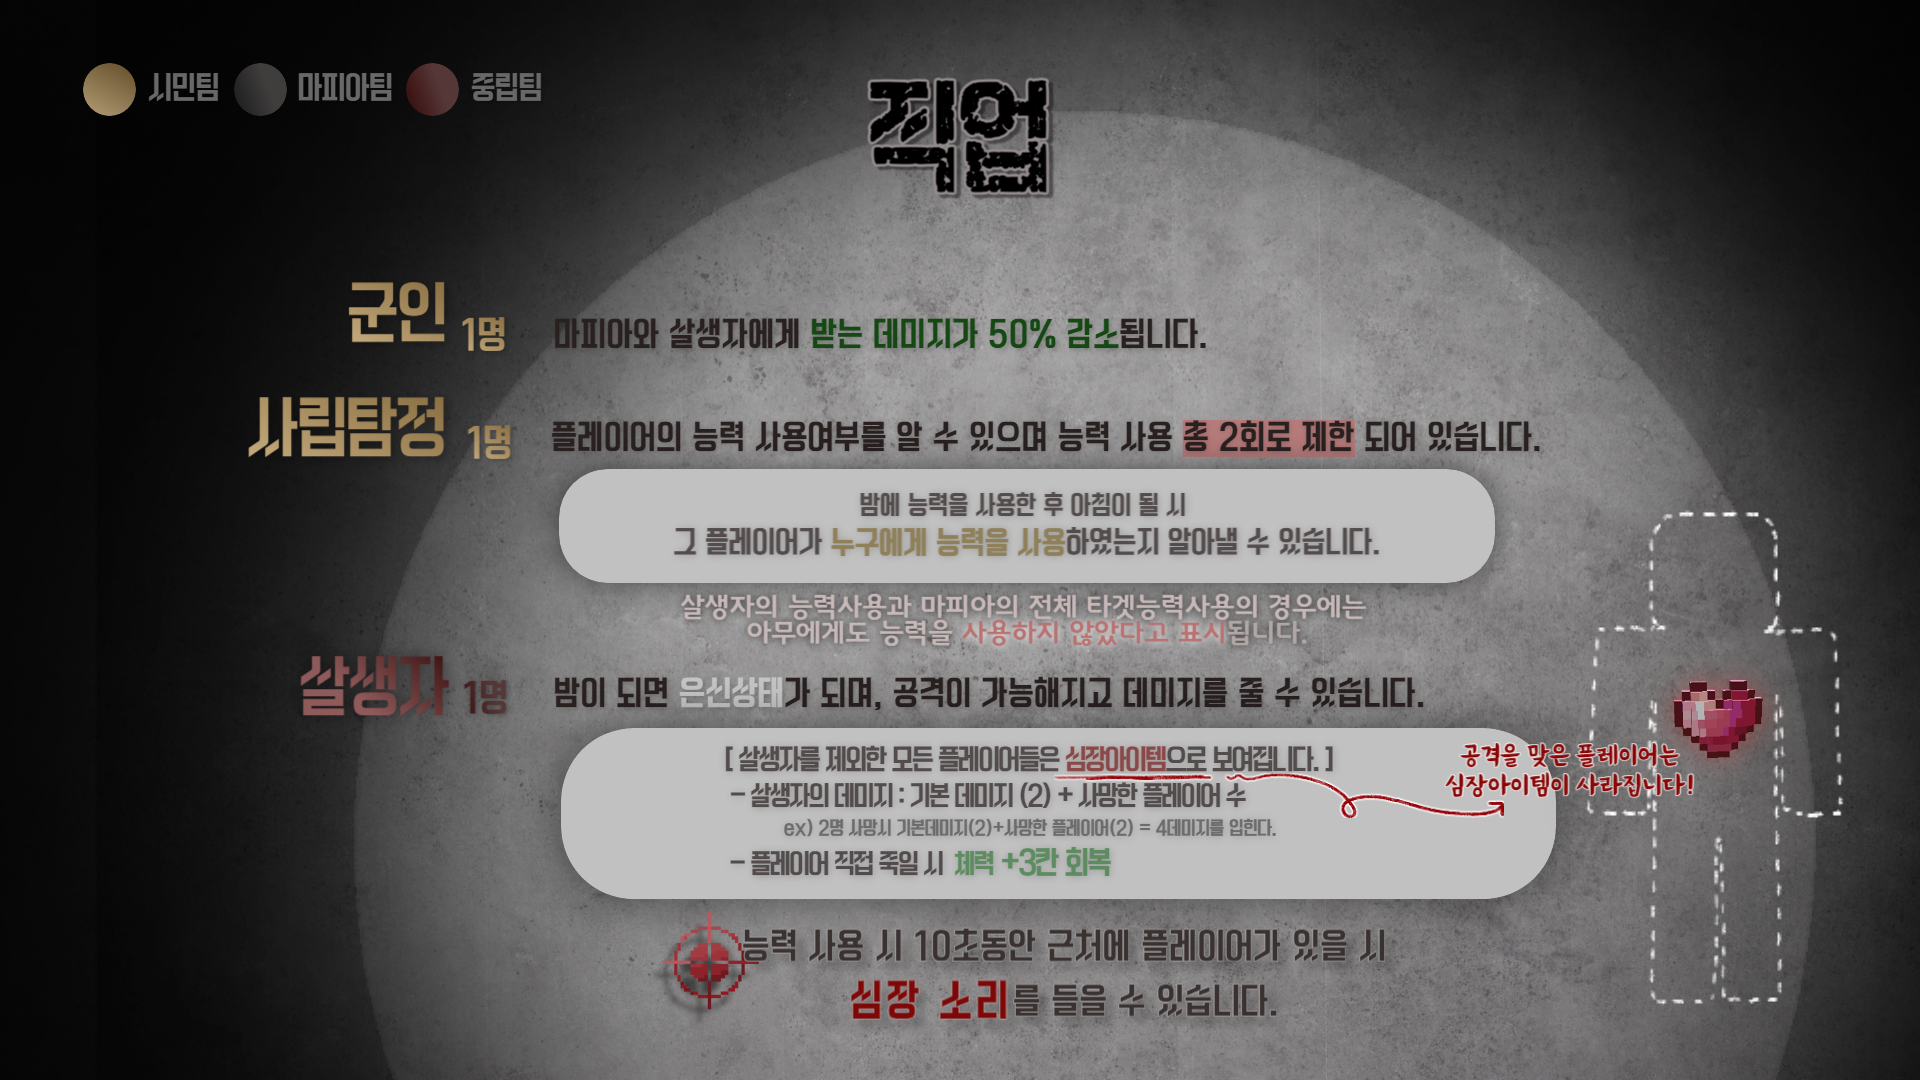 시민팀 마피아팀 중립팀
직업
군인 1명 마피아와 살생자에게 받는 데미지가 50% 감소됩니다.
사립탐정 1명 플레이어의 능력 사용여부를 알 수 있으며 능력 사용 총 2회로 제한 되어 있습니다.
밤에 능력을 사용한 후 아침이 될 시
그 플레이어가 누구에게 능력을 사용하였는지 알아낼 수 있습니다.
살생자의 능력사용과 마피아의 전체 타겟능력사용의 경우에는
아무에게도 능력을 사용하지 않았다고 표시됩니다.
살생자 1명 밤이 되면 은신상태가 되며, 공격이 가능해지고 데미지를 줄 수 있습니다.
[ 살생자를 제외한 모든 플레이어들은 심장아이템으로 보여집니다. ]
공격을 맞은 플레이어는
심장아이템이 사라집니다!
- 살생자의 데미지 : 기본 데미지 (2) + 사망한 플레이어 수
ex) 2명 사망시 기본데미지(2)+사망한 플레이어(2) = 4데미지를 입힌다.
- 플레이어 직접 죽일 시 체력 +3칸 회복
능력 사용 시 10초동안 근처에 플레이어가 있을 시
심장 소리를 들을 수 있습니다.